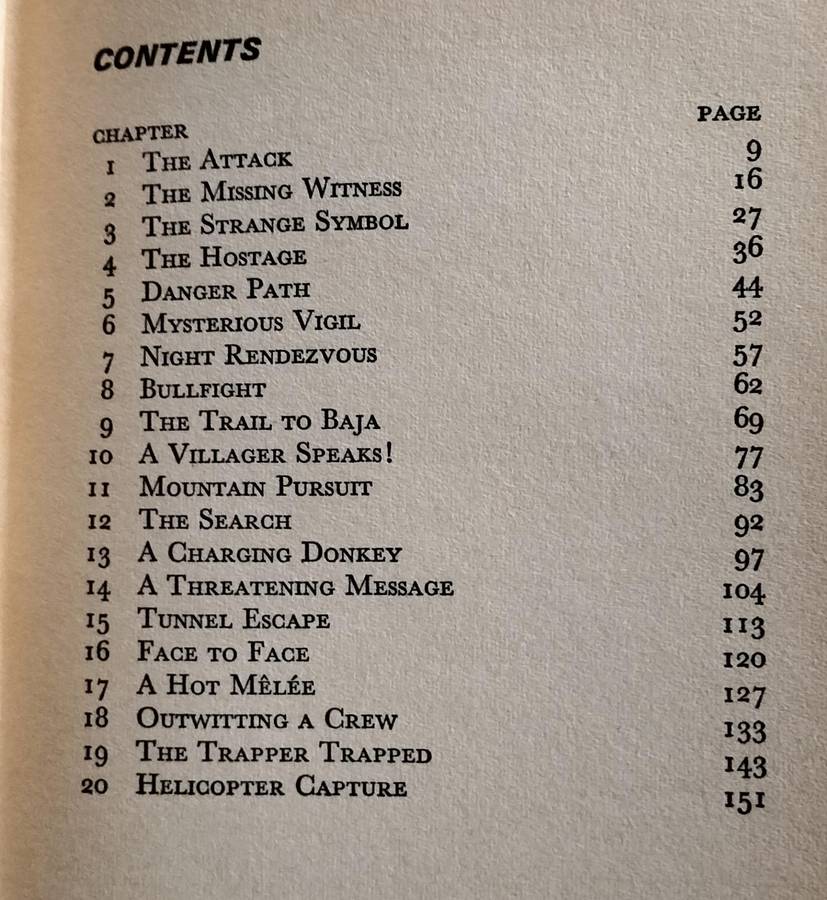 CONTENTS
CHAPTER PAGE
1 THE ATTACK 9
2 THE MISSING WITNESS 16
3 THE STRANGE SYMBOL 27
4 THE HOSTAGE 36
5 DANGER PATH 44
6 MYSTERIOUS VIGIL 52
7 NIGHT RENDEZVOUS 57
8 BULLFIGHT 62
9 THE TRAIL TO BAJA 69
10 A VILLAGER SPEAKS! 77
11 MOUNTAIN PURSUIT 83
12 THE SEARCH 92
13 A CHARGING DONKEY 97
14 A THREATENING MESSAGE 104
15 TUNNEL ESCAPE 113
16 FACE TO FACE 120
17 A HOT MÊLÉE 127
18 OUTWITTING A CREW 133
19 THE TRAPPER TRAPPED 143
20 HELICOPTER CAPTURE 151